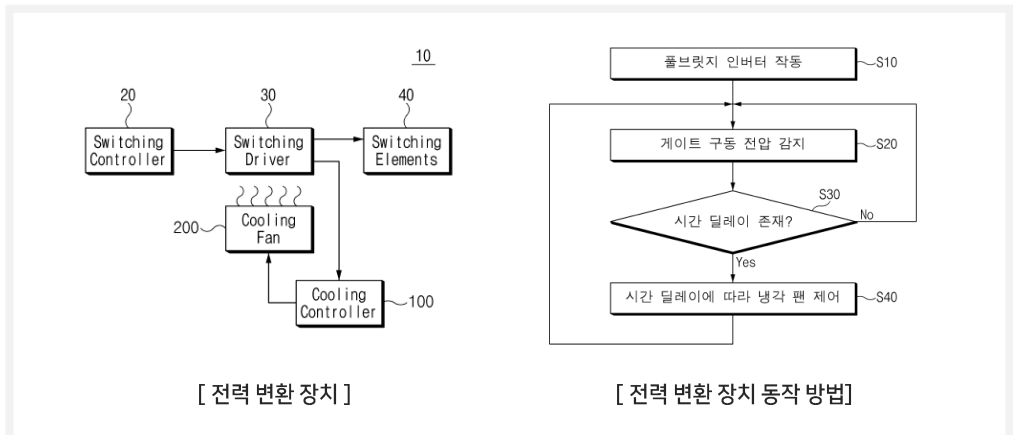 10
20
30
40
Switching
Controller
Switching
Driver
Switching
Elements
200
Cooling
Fan
Cooling
Controller
100
[ 전력 변환 장치 ]
풀브릿지 인버터 작동
S10
게이트 구동 전압 감지
S20
S30
시간 딜레이 존재?
No
Yes
시간 딜레이에 따라 냉각 팬 제어
S40
[ 전력 변환 장치 동작 방법]